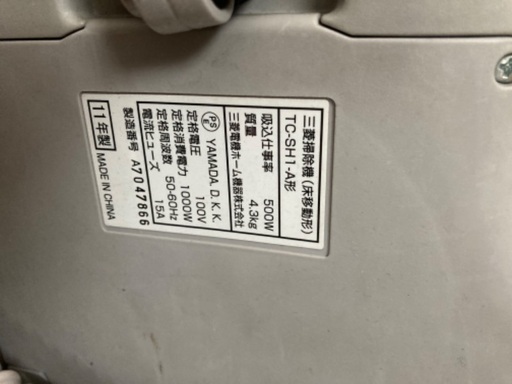 三菱掃除機(床移動形)
TC-SH1-A形
吸込仕事率 500W
質量 4.3kg
三菱電機ホーム機器株式会社
PSE YAMADA. D. K. K.
定格電圧 100V
定格消費電力 1000W
定格周波数 50-60Hz
電流ヒューズ 15A
製造番号 A7047866
11年製 MADE IN CHINA